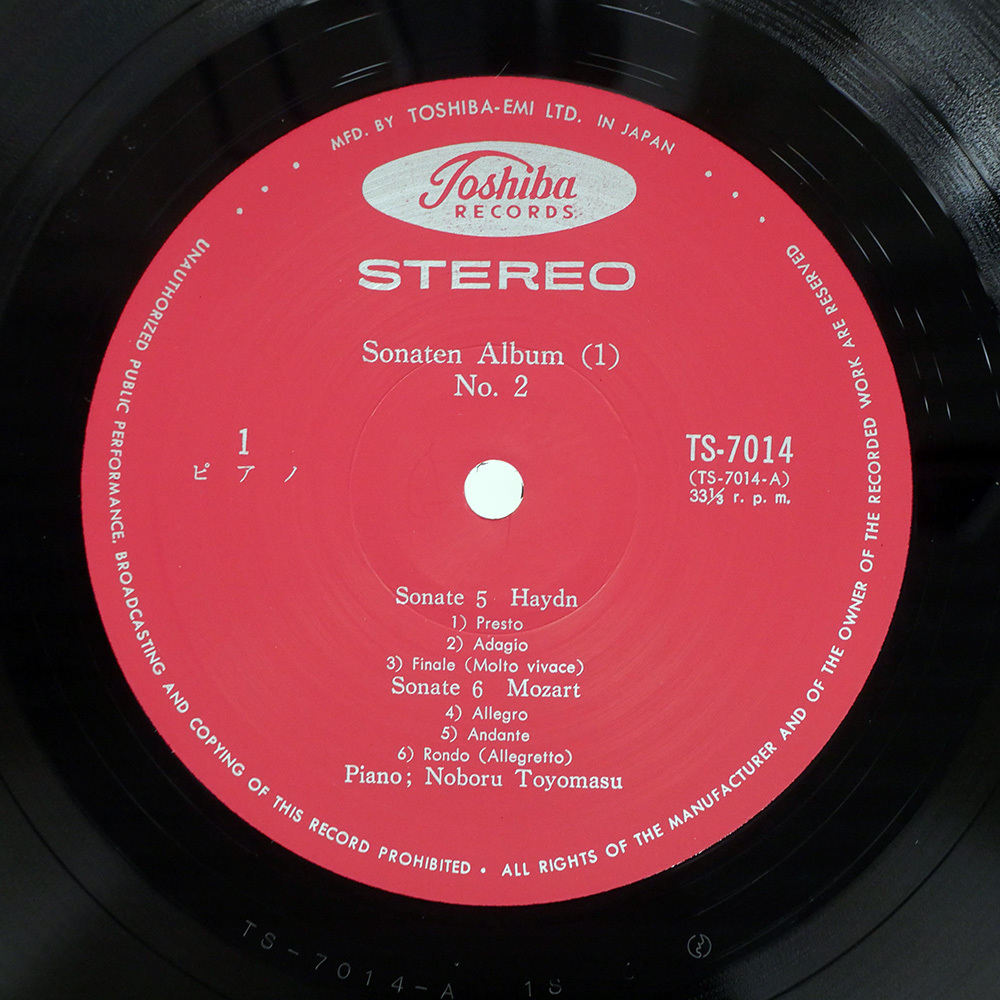 MFD. BY TOSHIBA-EMI LTD. IN JAPAN
Toshiba
RECORDS
STEREO
Sonaten Album (1)
No. 2
1
ピアノ
TS-7014
(TS-7014-A)
33⅓ r. p. m.
Sonate 5 Haydn
1) Presto
2) Adagio
3) Finale (Molto vivace)
Sonate 6 Mozart
4) Allegro
5) Andante
6) Rondo (Allegretto)
Piano; Noboru Toyomasu
UNAUTHORIZED PUBLIC PERFORMANCE, BROADCASTING AND COPYING OF THIS RECORD PROHIBITED • ALL RIGHTS OF THE MANUFACTURER AND OF THE OWNER OF THE RECORDED WORK ARE RESERVED
TS-7014-A 1S